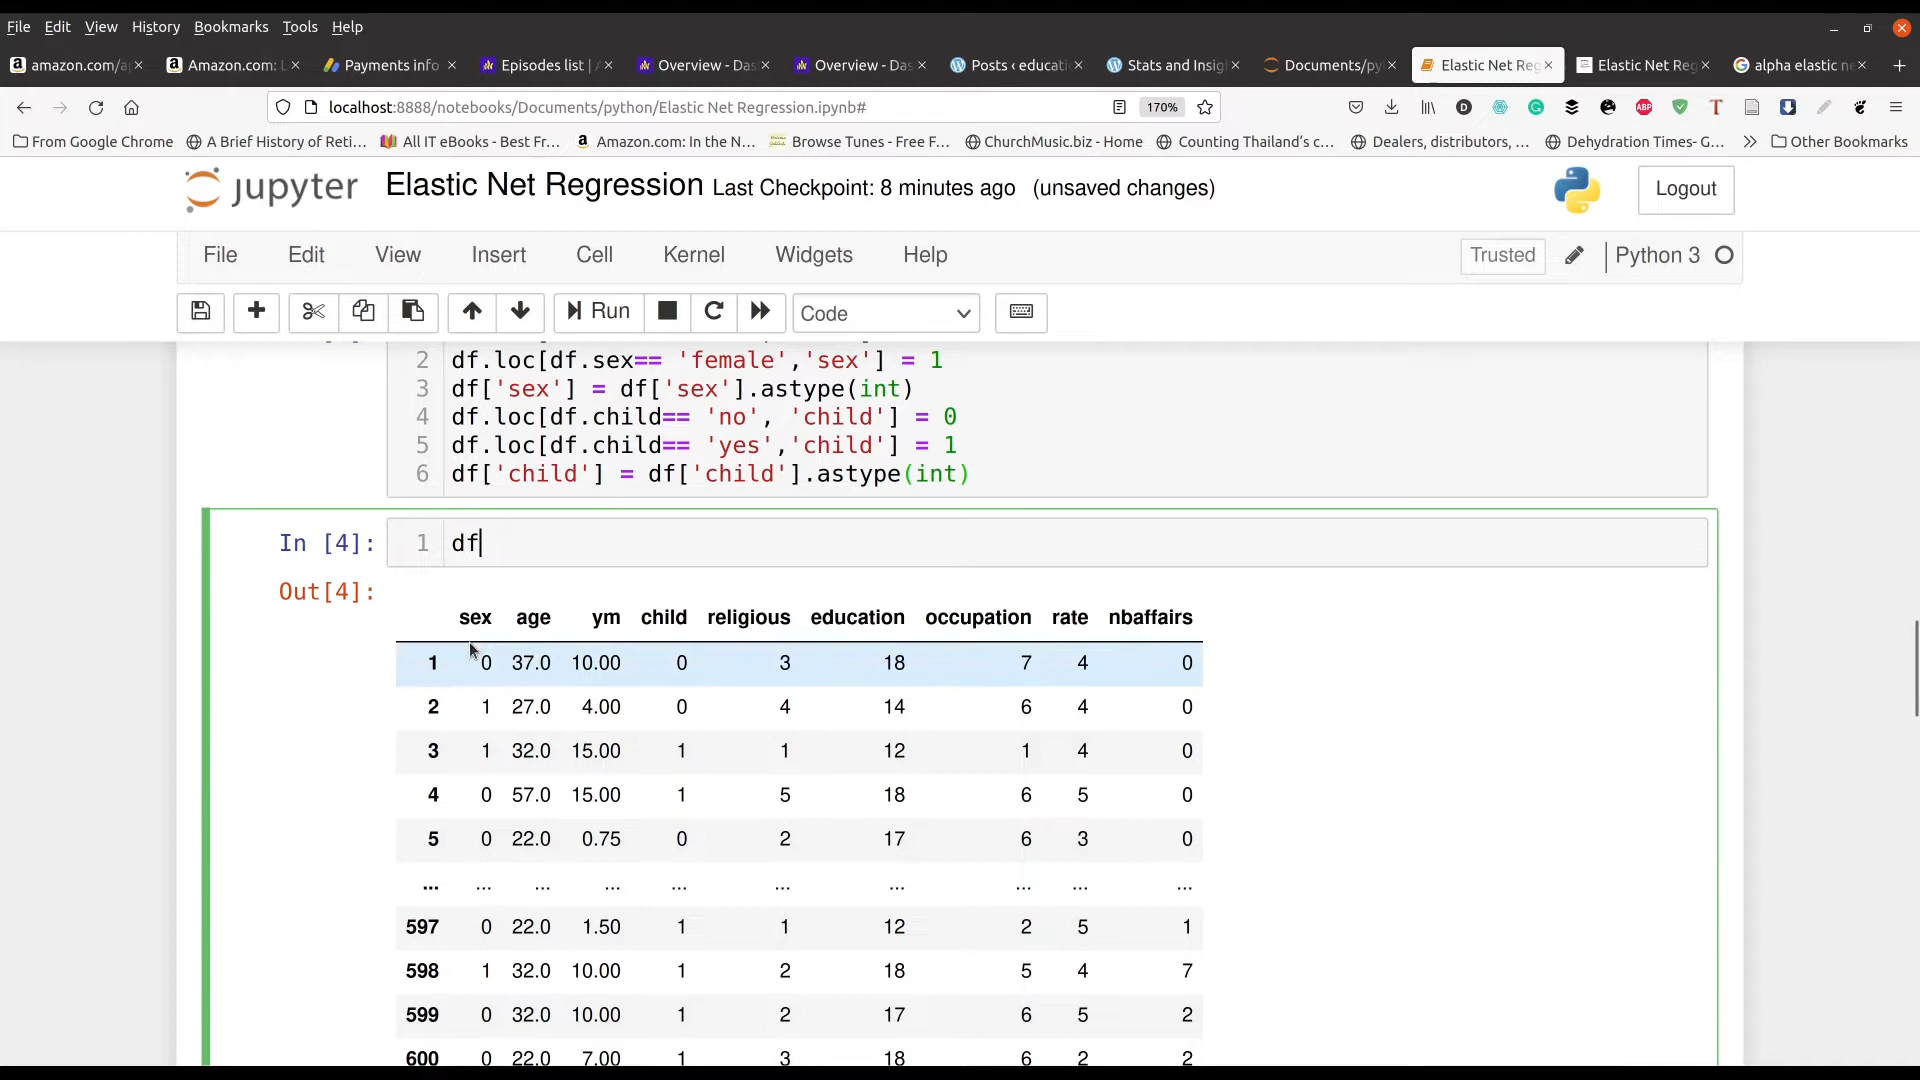 File Edit View History Bookmarks Tools Help
amazon.com/a Amazon.com: Payments info Episodes list | Overview - Das Overview - Das Posts ‹ educati Stats and Insig Documents/py Elastic Net Reg Elastic Net Reg alpha elastic ne
localhost:8888/notebooks/Documents/python/Elastic Net Regression.ipynb# 170%
From Google Chrome A Brief History of Reti... All IT eBooks - Best Fr... Amazon.com: In the N... Browse Tunes - Free F... ChurchMusic.biz - Home Counting Thailand's c... Dealers, distributors, ... Dehydration Times- G... Other Bookmarks
jupyter Elastic Net Regression Last Checkpoint: 8 minutes ago (unsaved changes) Logout
File Edit View Insert Cell Kernel Widgets Help Trusted Python 3
Run Code
2 df.loc[df.sex== 'female','sex'] = 1
3 df['sex'] = df['sex'].astype(int)
4 df.loc[df.child== 'no', 'child'] = 0
5 df.loc[df.child== 'yes','child'] = 1
6 df['child'] = df['child'].astype(int)
In [4]: 1 df
Out[4]:
sex age ym child religious education occupation rate nbaffairs
1 0 37.0 10.00 0 3 18 7 4 0
2 1 27.0 4.00 0 4 14 6 4 0
3 1 32.0 15.00 1 1 12 1 4 0
4 0 57.0 15.00 1 5 18 6 5 0
5 0 22.0 0.75 0 2 17 6 3 0
... ... ... ... ... ... ... ... ... ...
597 0 22.0 1.50 1 1 12 2 5 1
598 1 32.0 10.00 1 2 18 5 4 7
599 0 32.0 10.00 1 2 17 6 5 2
600 0 22.0 7.00 1 3 18 6 2 2